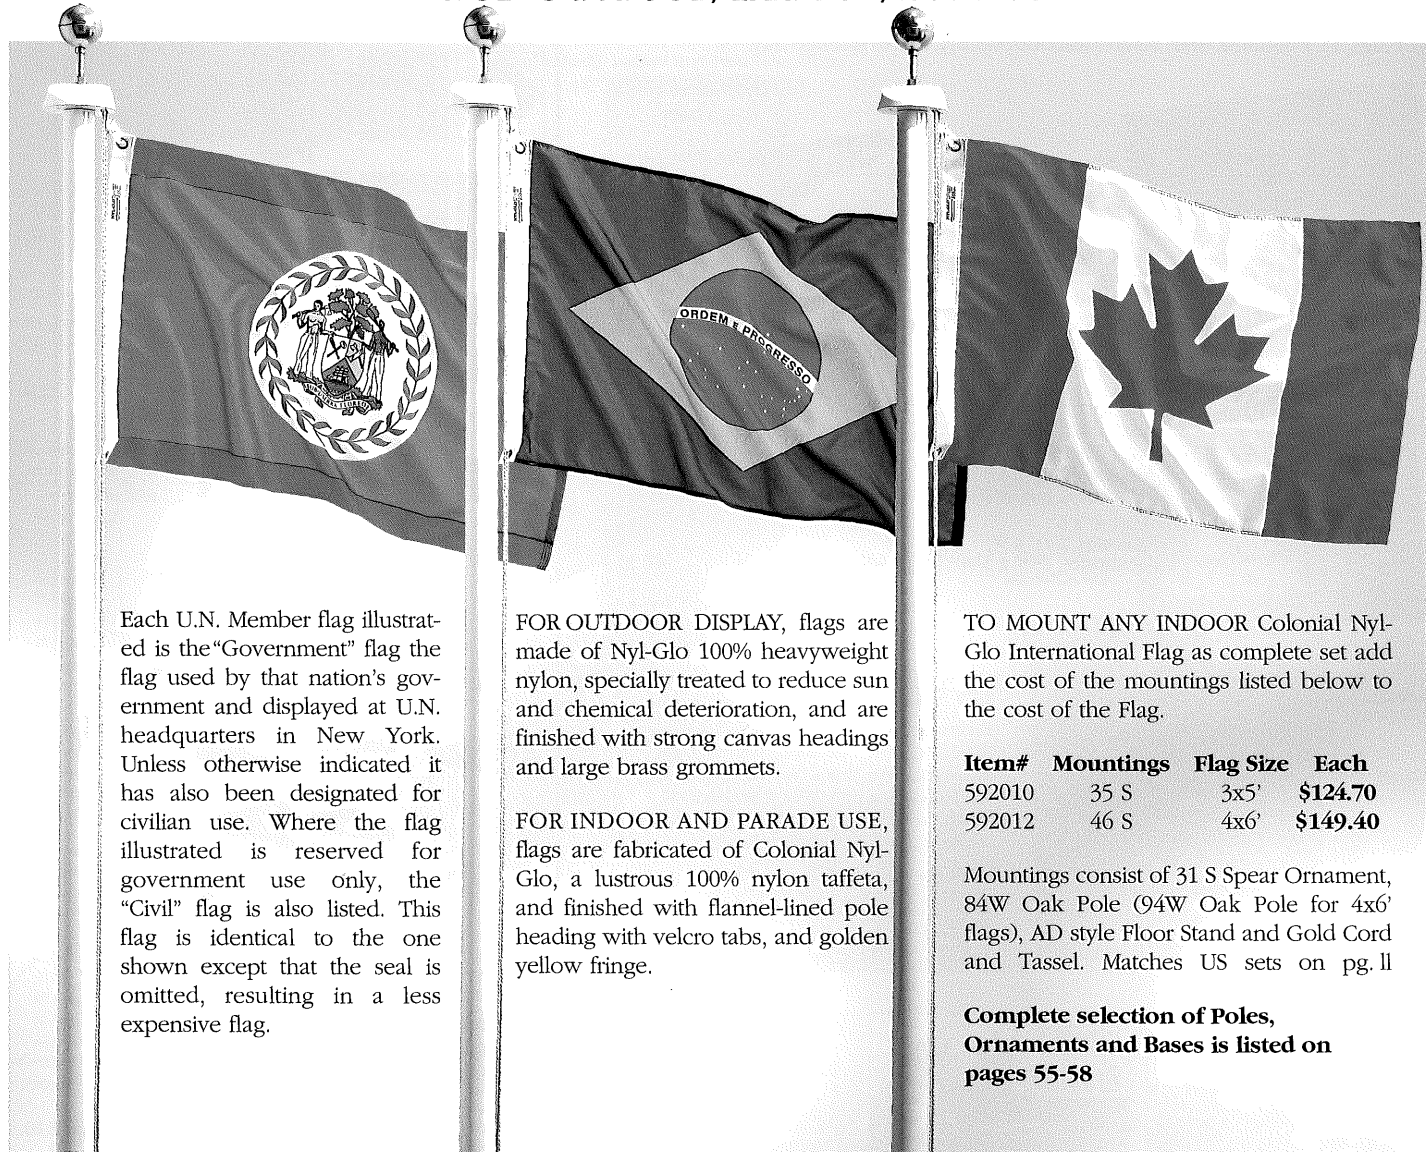 ORDEM E PROGRESSO
Each U.N. Member flag illustrat-
ed is the "Government" flag the
flag used by that nation's gov-
ernment and displayed at U.N.
headquarters in New York.
Unless otherwise indicated it
has also been designated for
civilian use. Where the flag
illustrated is reserved for
government use only, the
"Civil" flag is also listed. This
flag is identical to the one
shown except that the seal is
omitted, resulting in a less
expensive flag.
FOR OUTDOOR DISPLAY, flags are
made of Nyl-Glo 100% heavyweight
nylon, specially treated to reduce sun
and chemical deterioration, and are
finished with strong canvas headings
and large brass grommets.
FOR INDOOR AND PARADE USE,
flags are fabricated of Colonial Nyl-
Glo, a lustrous 100% nylon taffeta,
and finished with flannel-lined pole
heading with velcro tabs, and golden
yellow fringe.
TO MOUNT ANY INDOOR Colonial Nyl-
Glo International Flag as complete set add
the cost of the mountings listed below to
the cost of the Flag.
Item# Mountings Flag Size Each
592010 35 S 3x5' $124.70
592012 46 S 4x6' $149.40
Mountings consist of 31 S Spear Ornament,
84W Oak Pole (94W Oak Pole for 4x6'
flags), AD style Floor Stand and Gold Cord
and Tassel. Matches US sets on pg. 11
Complete selection of Poles,
Ornaments and Bases is listed on
pages 55-58